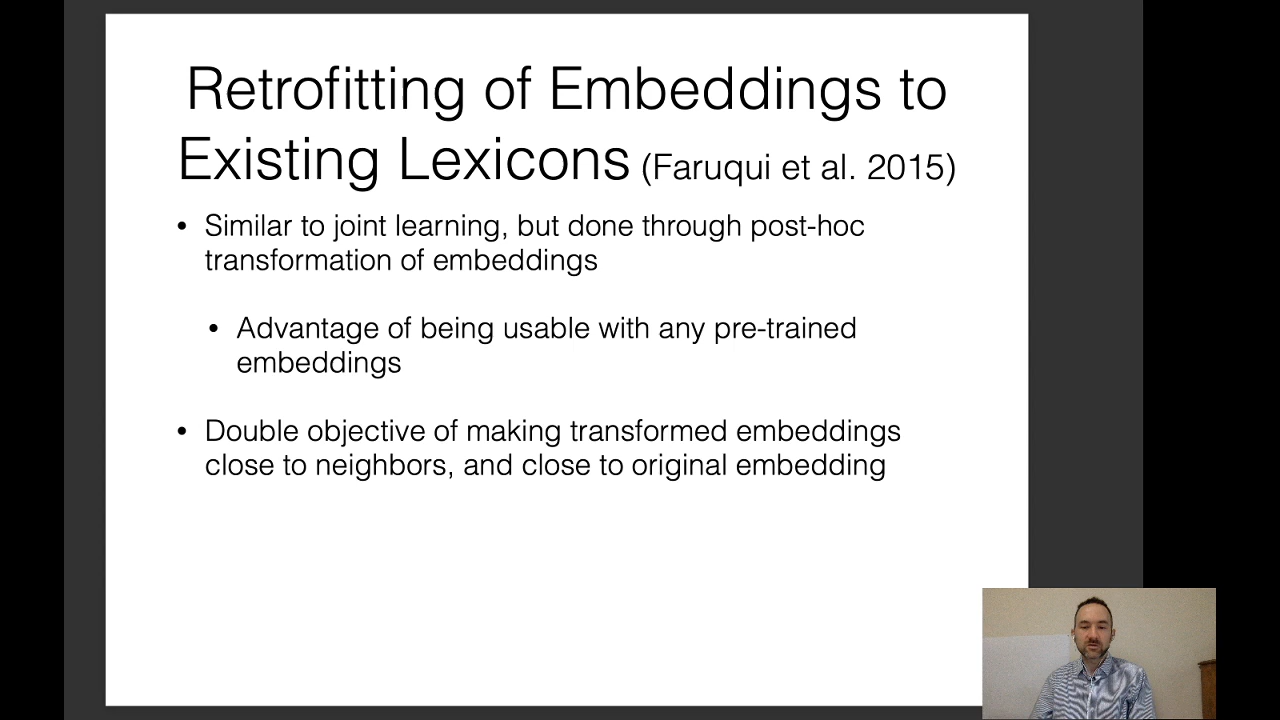 Retrofitting of Embeddings to
Existing Lexicons (Faruqui et al. 2015)
• Similar to joint learning, but done through post-hoc
transformation of embeddings
• Advantage of being usable with any pre-trained
embeddings
• Double objective of making transformed embeddings
close to neighbors, and close to original embedding